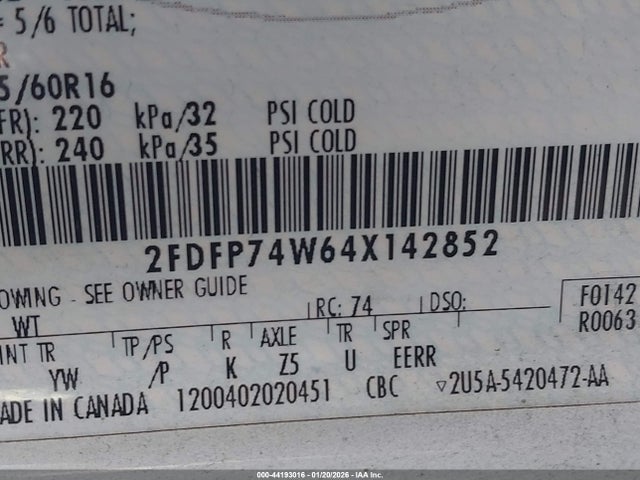 = 5/6 TOTAL;
R
5/60R16
(FR): 220 kPa/32 PSI COLD
(RR): 240 kPa/35 PSI COLD
2FDFP74W64X142852
OWING - SEE OWNER GUIDE
RC: 74 DSO: F0142
WT R0063
INT TR TP/PS R AXLE TR SPR
YW /P K Z5 U EERR
ADE IN CANADA 1200402020451 CBC ▽2U5A-5420472-AA
000-44193016 - 01/20/2026 - IAA Inc.